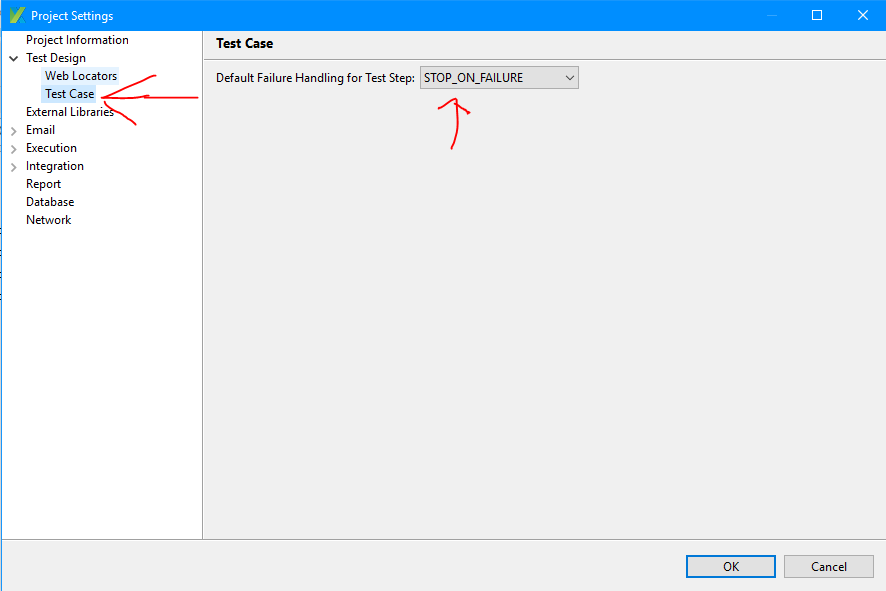 Project Settings
Project Information
Test Design
Web Locators
Test Case
External Libraries
Email
Execution
Integration
Report
Database
Network
Test Case
Default Failure Handling for Test Step: STOP_ON_FAILURE
OK Cancel